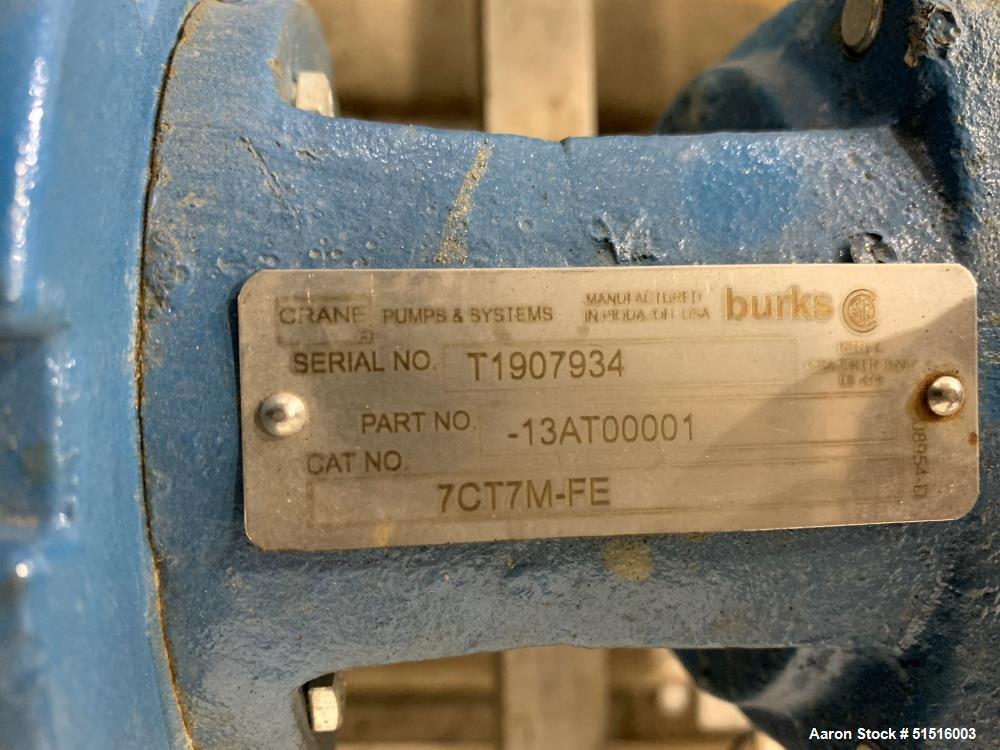 CRANE PUMPS & SYSTEMS
MANUFACTURED
IN PIQUA, OH USA
burks
®
SERIAL NO. T1907934
PART NO. -13AT00001
CAT NO.
7CT7M-FE
Aaron Stock # 51516003